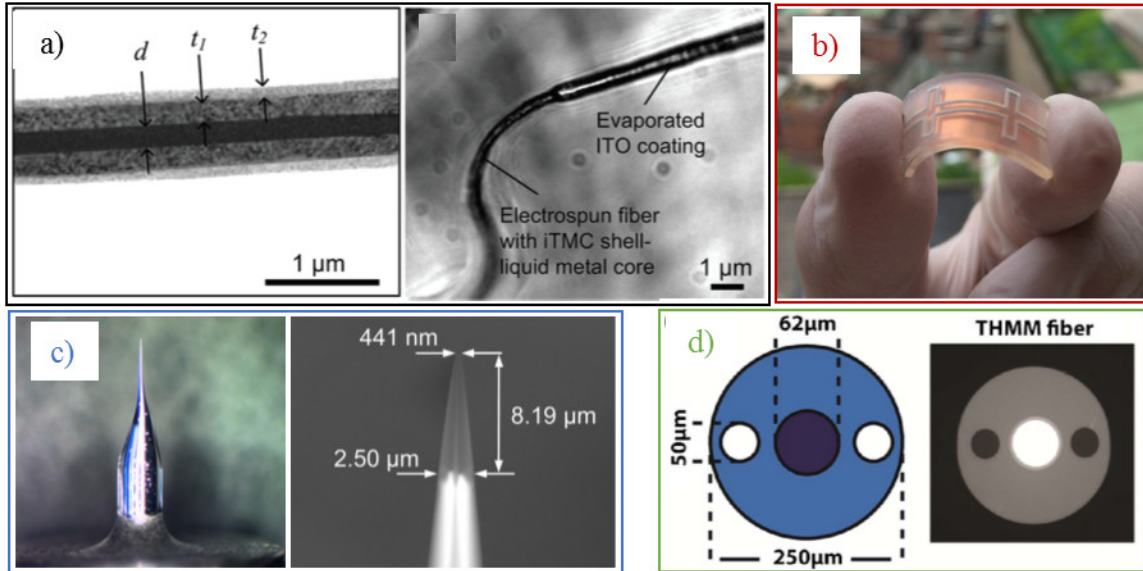 a)
d
t1
t2
1 μm
Evaporated
ITO coating
Electrospun fiber
with iTMC shell-
liquid metal core
1 μm
b)
c)
441 nm
8.19 μm
2.50 μm
d)
62μm
50μm
250μm
THMM fiber